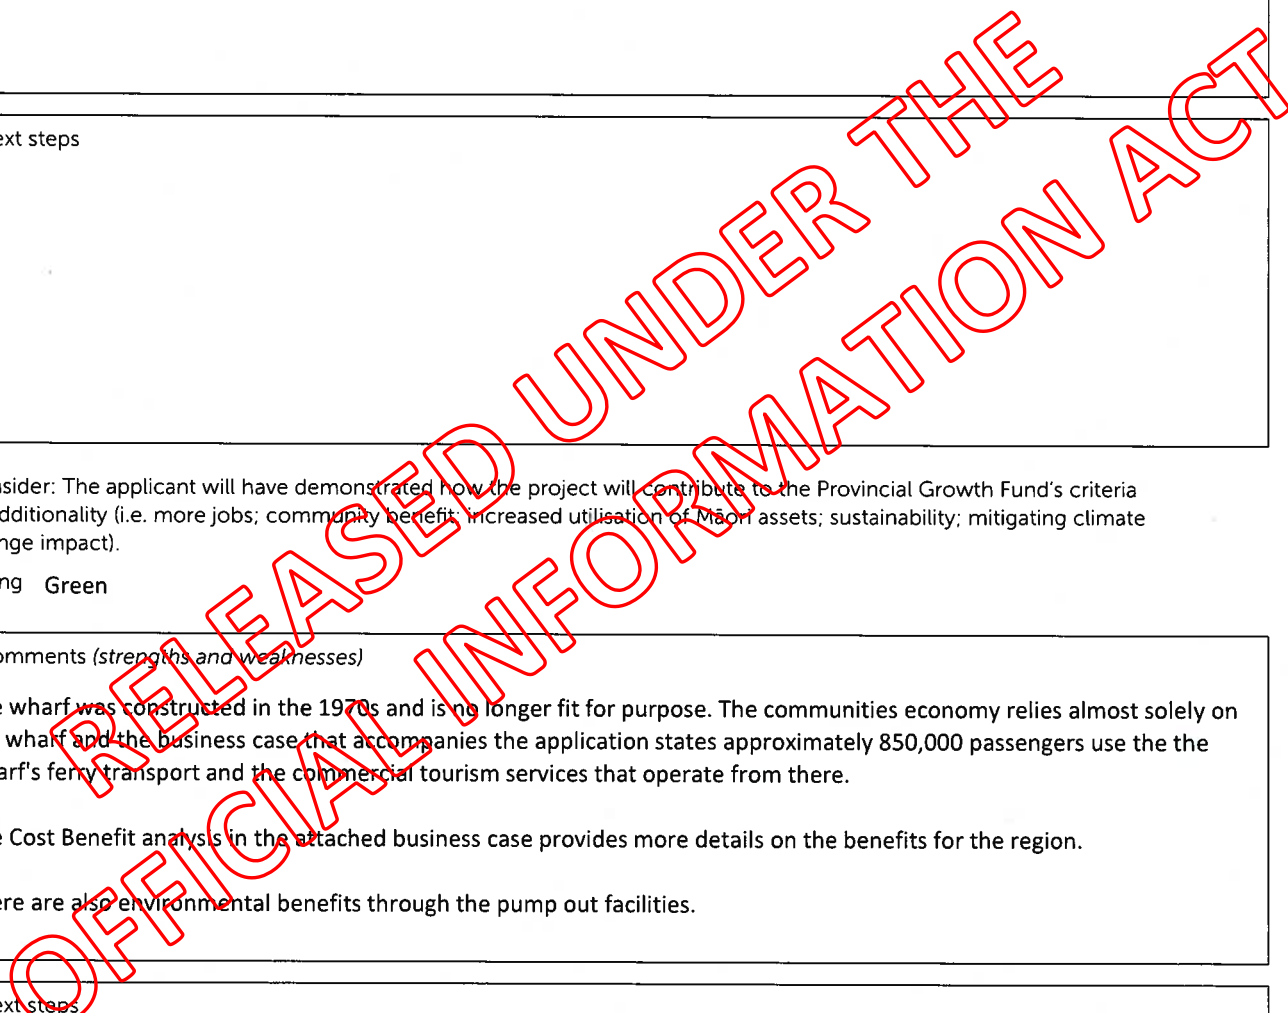 ext steps
sider: The applicant will have demonstrated how the project will contribute to the Provincial Growth Fund's criteria
dditionality (i.e. more jobs; community benefit; increased utilisation of Māori assets; sustainability; mitigating climate
nge impact).
ng Green
omments (strengths and weaknesses)
e wharf was constructed in the 1970s and is no longer fit for purpose. The communities economy relies almost solely on
wharf and the business case that accompanies the application states approximately 850,000 passengers use the the
arf's ferry transport and the commercial tourism services that operate from there.
e Cost Benefit analysis in the attached business case provides more details on the benefits for the region.
ere are also environmental benefits through the pump out facilities.
ext steps
RELEASED UNDER THE
OFFICIAL INFORMATION ACT